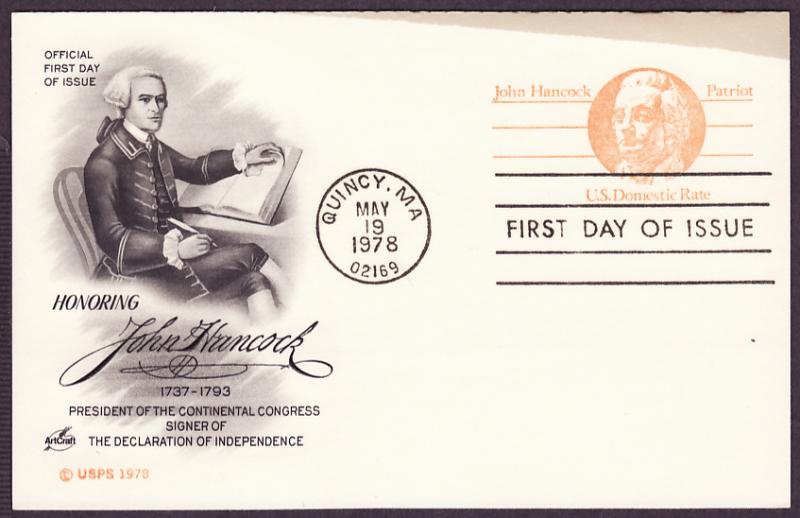 OFFICIAL
FIRST DAY
OF ISSUE
John Hancock Patriot
U.S. Domestic Rate
QUINCY, MA
MAY
19
1978
02169
FIRST DAY OF ISSUE
HONORING
John Hancock
1737-1793
PRESIDENT OF THE CONTINENTAL CONGRESS
SIGNER OF
THE DECLARATION OF INDEPENDENCE
ArtCraft
© USPS 1978